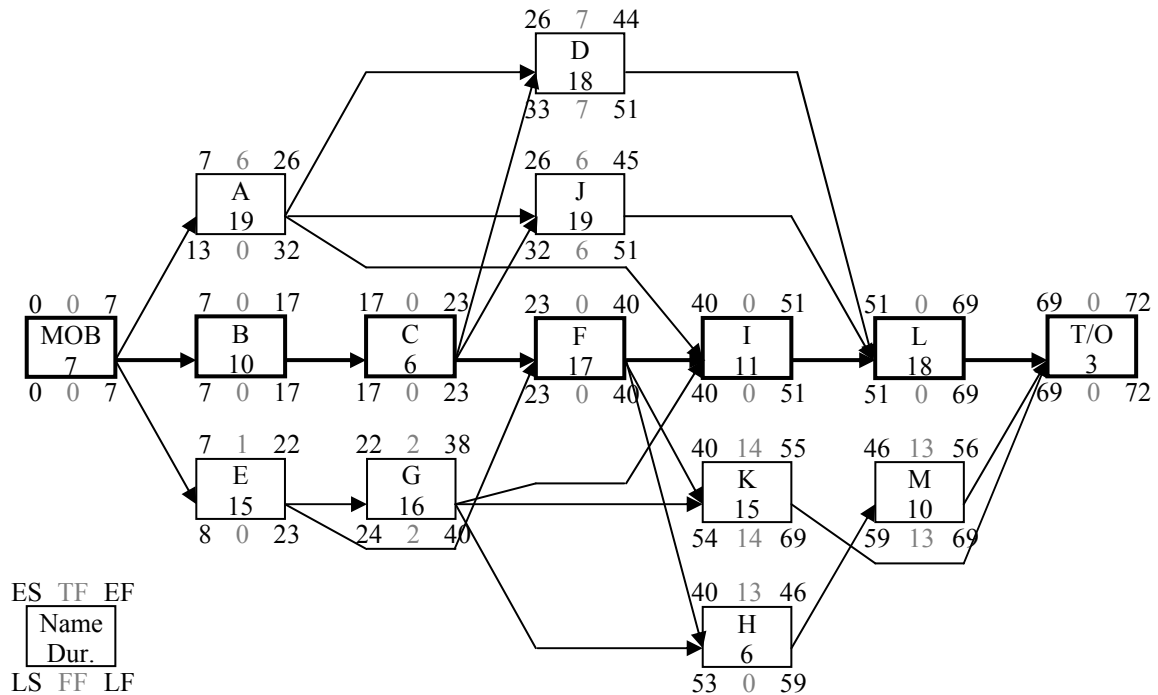 26 7 44
D
18
33 7 51
7 6 26
A
19
13 0 32
26 6 45
J
19
32 6 51
0 0 7
MOB
7
0 0 7
7 0 17
B
10
7 0 17
17 0 23
C
6
17 0 23
23 0 40
F
17
23 0 40
40 0 51
I
11
40 0 51
51 0 69
L
18
51 0 69
69 0 72
T/O
3
69 0 72
7 1 22
E
15
8 0 23
22 2 38
G
16
24 2 40
40 14 55
K
15
54 14 69
46 13 56
M
10
59 13 69
40 13 46
H
6
53 0 59
ES TF EF
Name
Dur.
LS FF LF